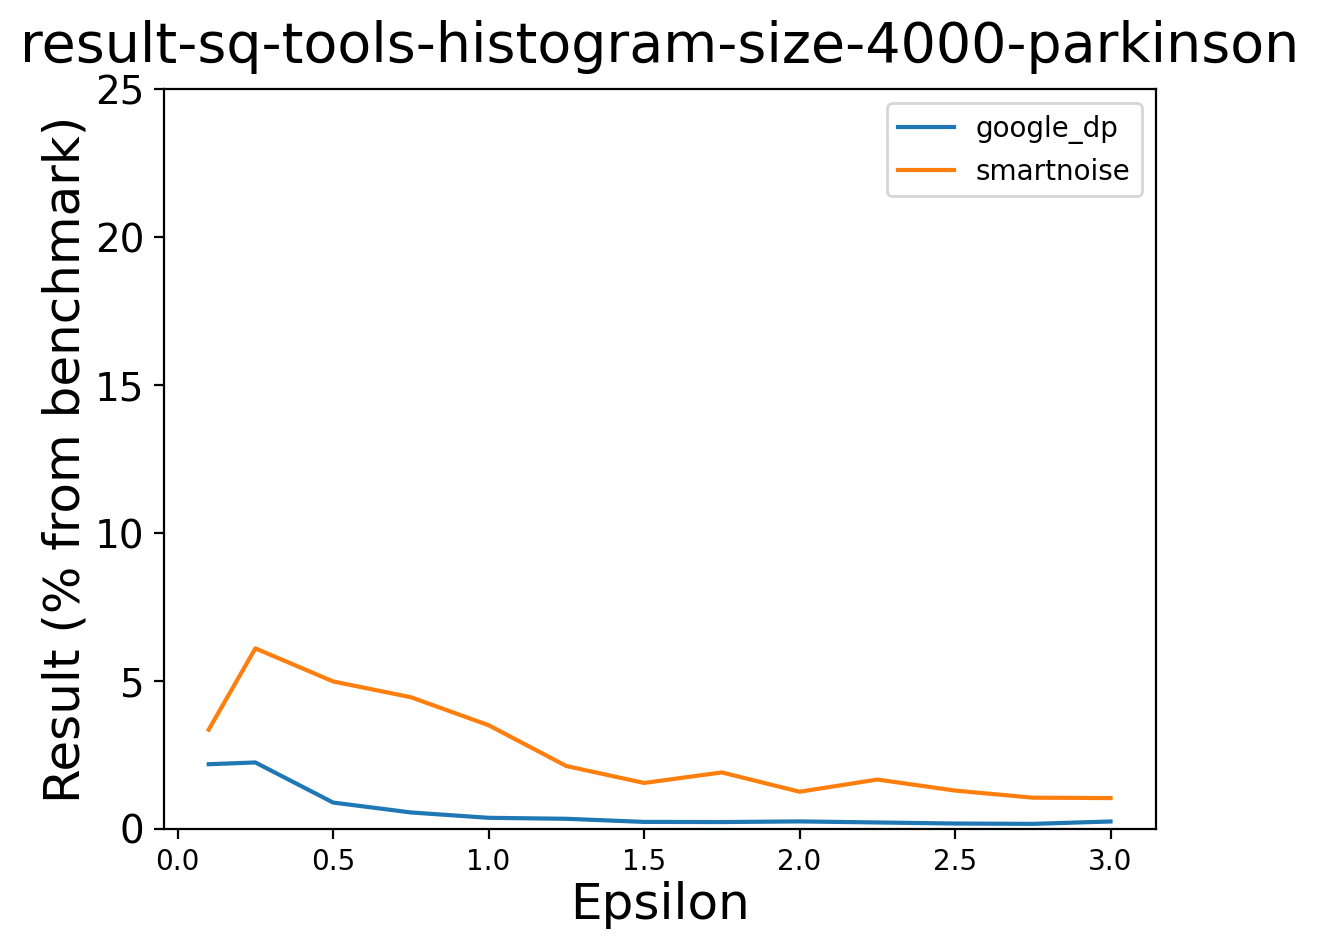 result-sq-tools-histogram-size-4000-parkinson
google_dp
smartnoise
Result (% from benchmark)
25
20
15
10
5
0
0.0 0.5 1.0 1.5 2.0 2.5 3.0
Epsilon